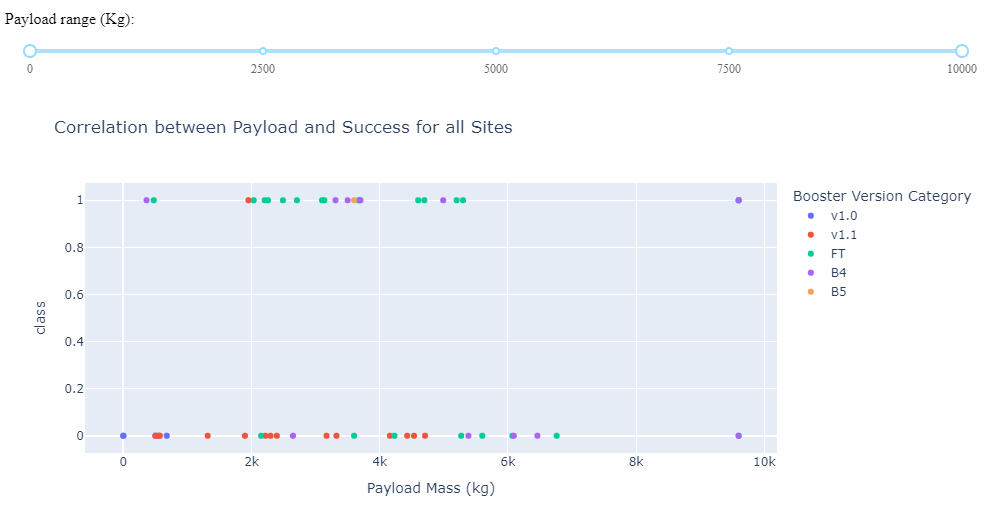 Payload range (Kg):
0 2500 5000 7500 10000
Correlation between Payload and Success for all Sites
1
0.8
0.6
0.4
0.2
0
class
0 2k 4k 6k 8k 10k
Payload Mass (kg)
Booster Version Category
v1.0
v1.1
FT
B4
B5